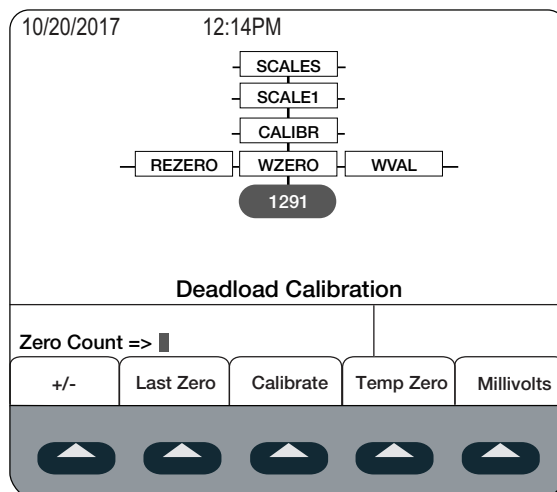 10/20/2017 12:14PM
SCALES
SCALE1
CALIBR
REZERO WZERO WVAL
1291
Deadload Calibration
Zero Count =>
+/- Last Zero Calibrate Temp Zero Millivolts